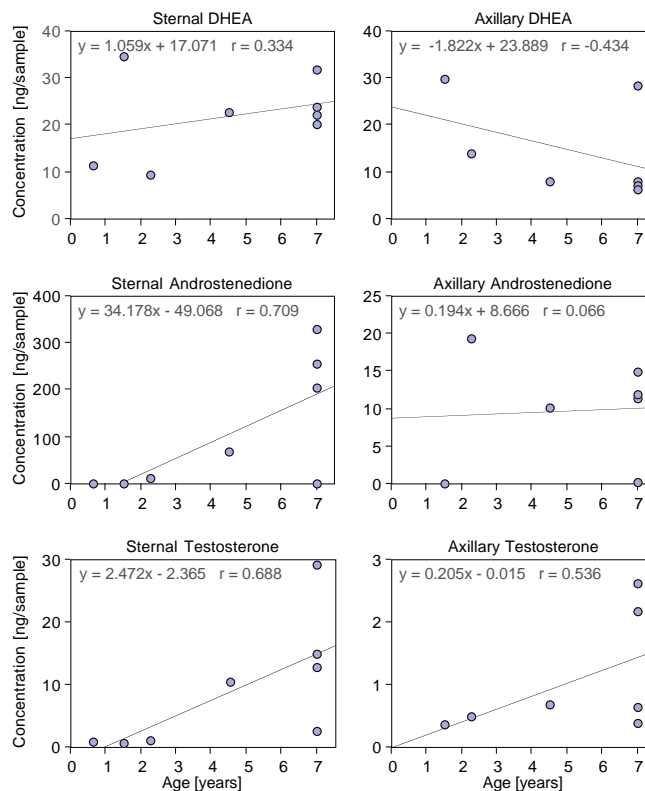 Sternal DHEA
y = 1.059x + 17.071 r = 0.334
Concentration [ng/sample]
40
30
20
10
0
0 1 2 3 4 5 6 7
Axillary DHEA
y = -1.822x + 23.889 r = -0.434
40
30
20
10
0
0 1 2 3 4 5 6 7
Sternal Androstenedione
y = 34.178x - 49.068 r = 0.709
Concentration [ng/sample]
400
300
200
100
0
0 1 2 3 4 5 6 7
Axillary Androstenedione
y = 0.194x + 8.666 r = 0.066
25
20
15
10
5
0
0 1 2 3 4 5 6 7
Sternal Testosterone
y = 2.472x - 2.365 r = 0.688
Concentration [ng/sample]
30
20
10
0
0 1 2 3 4 5 6 7
Age [years]
Axillary Testosterone
y = 0.205x - 0.015 r = 0.536
3
2
1
0
0 1 2 3 4 5 6 7
Age [years]